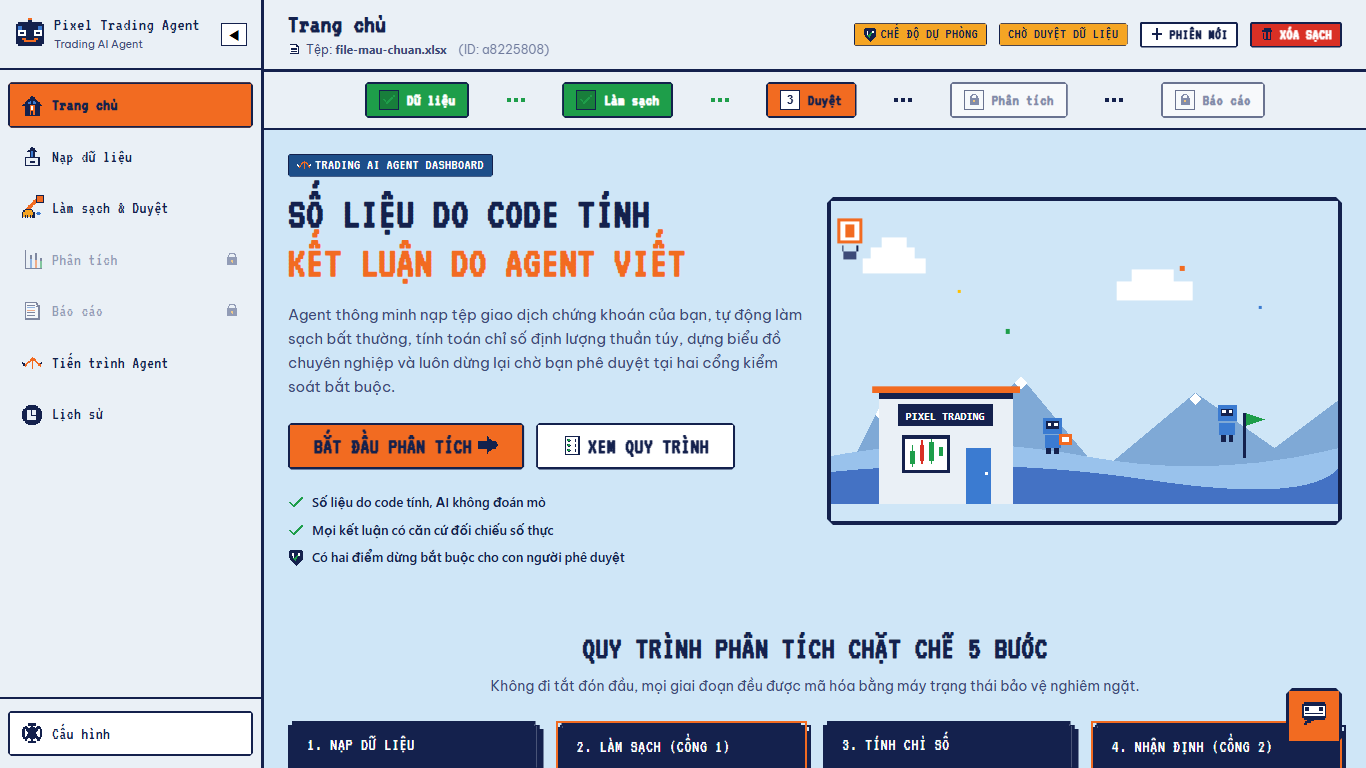 Pixel Trading Agent
Trading AI Agent
Trang chủ
Nạp dữ liệu
Làm sạch & Duyệt
Phân tích
Báo cáo
Tiến trình Agent
Lịch sử
Cấu hình
Trang chủ
Tệp: file-mau-chuan.xlsx (ID: a8225808)
CHẾ ĐỘ DỰ PHÒNG
CHỜ DUYỆT DỮ LIỆU
PHIÊN MỚI
XÓA SẠCH
Dữ liệu
Làm sạch
3 Duyệt
Phân tích
Báo cáo
TRADING AI AGENT DASHBOARD
SỐ LIỆU DO CODE TÍNH
KẾT LUẬN DO AGENT VIẾT
Agent thông minh nạp tệp giao dịch chứng khoán của bạn, tự động làm
sạch bất thường, tính toán chỉ số định lượng thuần túy, dựng biểu đồ
chuyên nghiệp và luôn dừng lại chờ bạn phê duyệt tại hai cổng kiểm
soát bắt buộc.
BẮT ĐẦU PHÂN TÍCH
XEM QUY TRÌNH
Số liệu do code tính, AI không đoán mò
Mọi kết luận có căn cứ đối chiếu số thực
Có hai điểm dừng bắt buộc cho con người phê duyệt
PIXEL TRADING
QUY TRÌNH PHÂN TÍCH CHẶT CHẼ 5 BƯỚC
Không đi tắt đón đầu, mọi giai đoạn đều được mã hóa bằng máy trạng thái bảo vệ nghiêm ngặt.
1. NẠP DỮ LIỆU
2. LÀM SẠCH (CỔNG 1)
3. TÍNH CHỈ SỐ
4. NHẬN ĐỊNH (CỔNG 2)